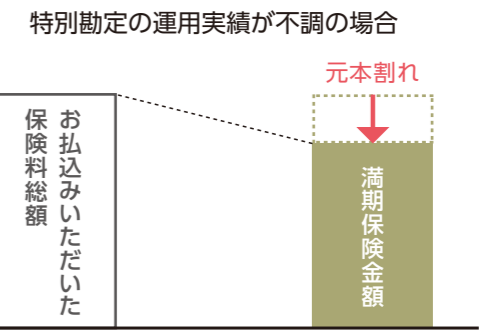 特別勘定の運用実績が不調の場合
元本割れ
お払込みいただいた
保険料総額
満期保険金額